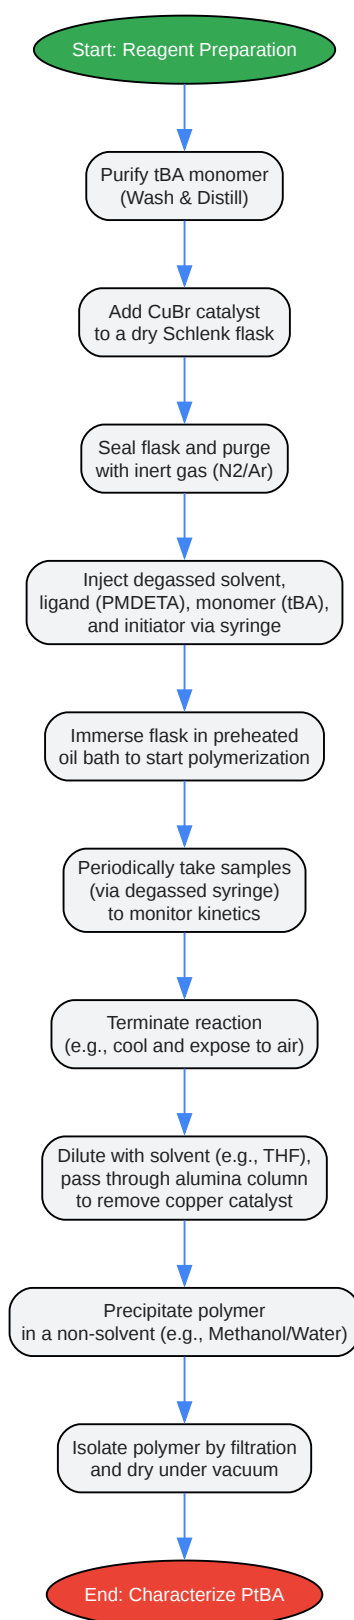 Start: Reagent Preparation
Purify tBA monomer
(Wash & Distill)
Add CuBr catalyst
to a dry Schlenk flask
Seal flask and purge
with inert gas (N2/Ar)
Inject degassed solvent,
ligand (PMDETA), monomer (tBA),
and initiator via syringe
Immerse flask in preheated
oil bath to start polymerization
Periodically take samples
(via degassed syringe)
to monitor kinetics
Terminate reaction
(e.g., cool and expose to air)
Dilute with solvent (e.g., THF),
pass through alumina column
to remove copper catalyst
Precipitate polymer
in a non-solvent (e.g., Methanol/Water)
Isolate polymer by filtration
and dry under vacuum
End: Characterize PtBA